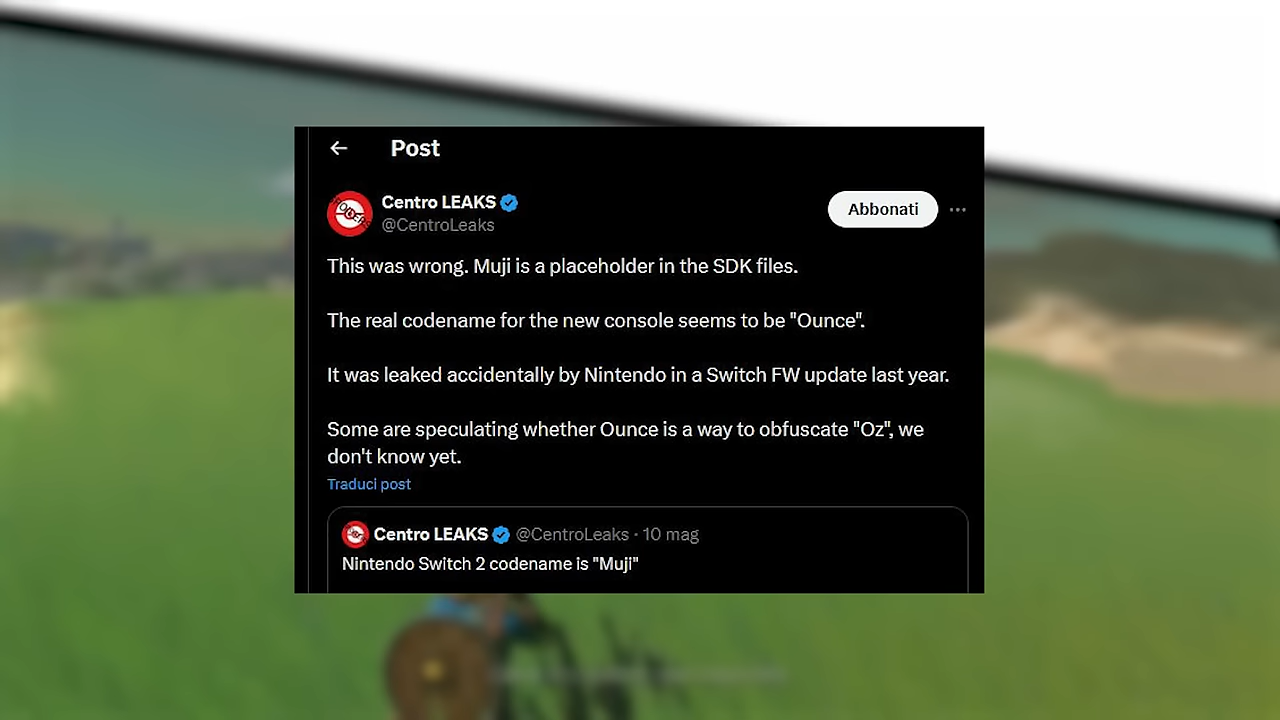 Post
Centro LEAKS
@CentroLeaks
Abbonati
This was wrong. Muji is a placeholder in the SDK files.
The real codename for the new console seems to be "Ounce".
It was leaked accidentally by Nintendo in a Switch FW update last year.
Some are speculating whether Ounce is a way to obfuscate "Oz", we
don't know yet.
Traduci post
Centro LEAKS @CentroLeaks · 10 mag
Nintendo Switch 2 codename is "Muji"